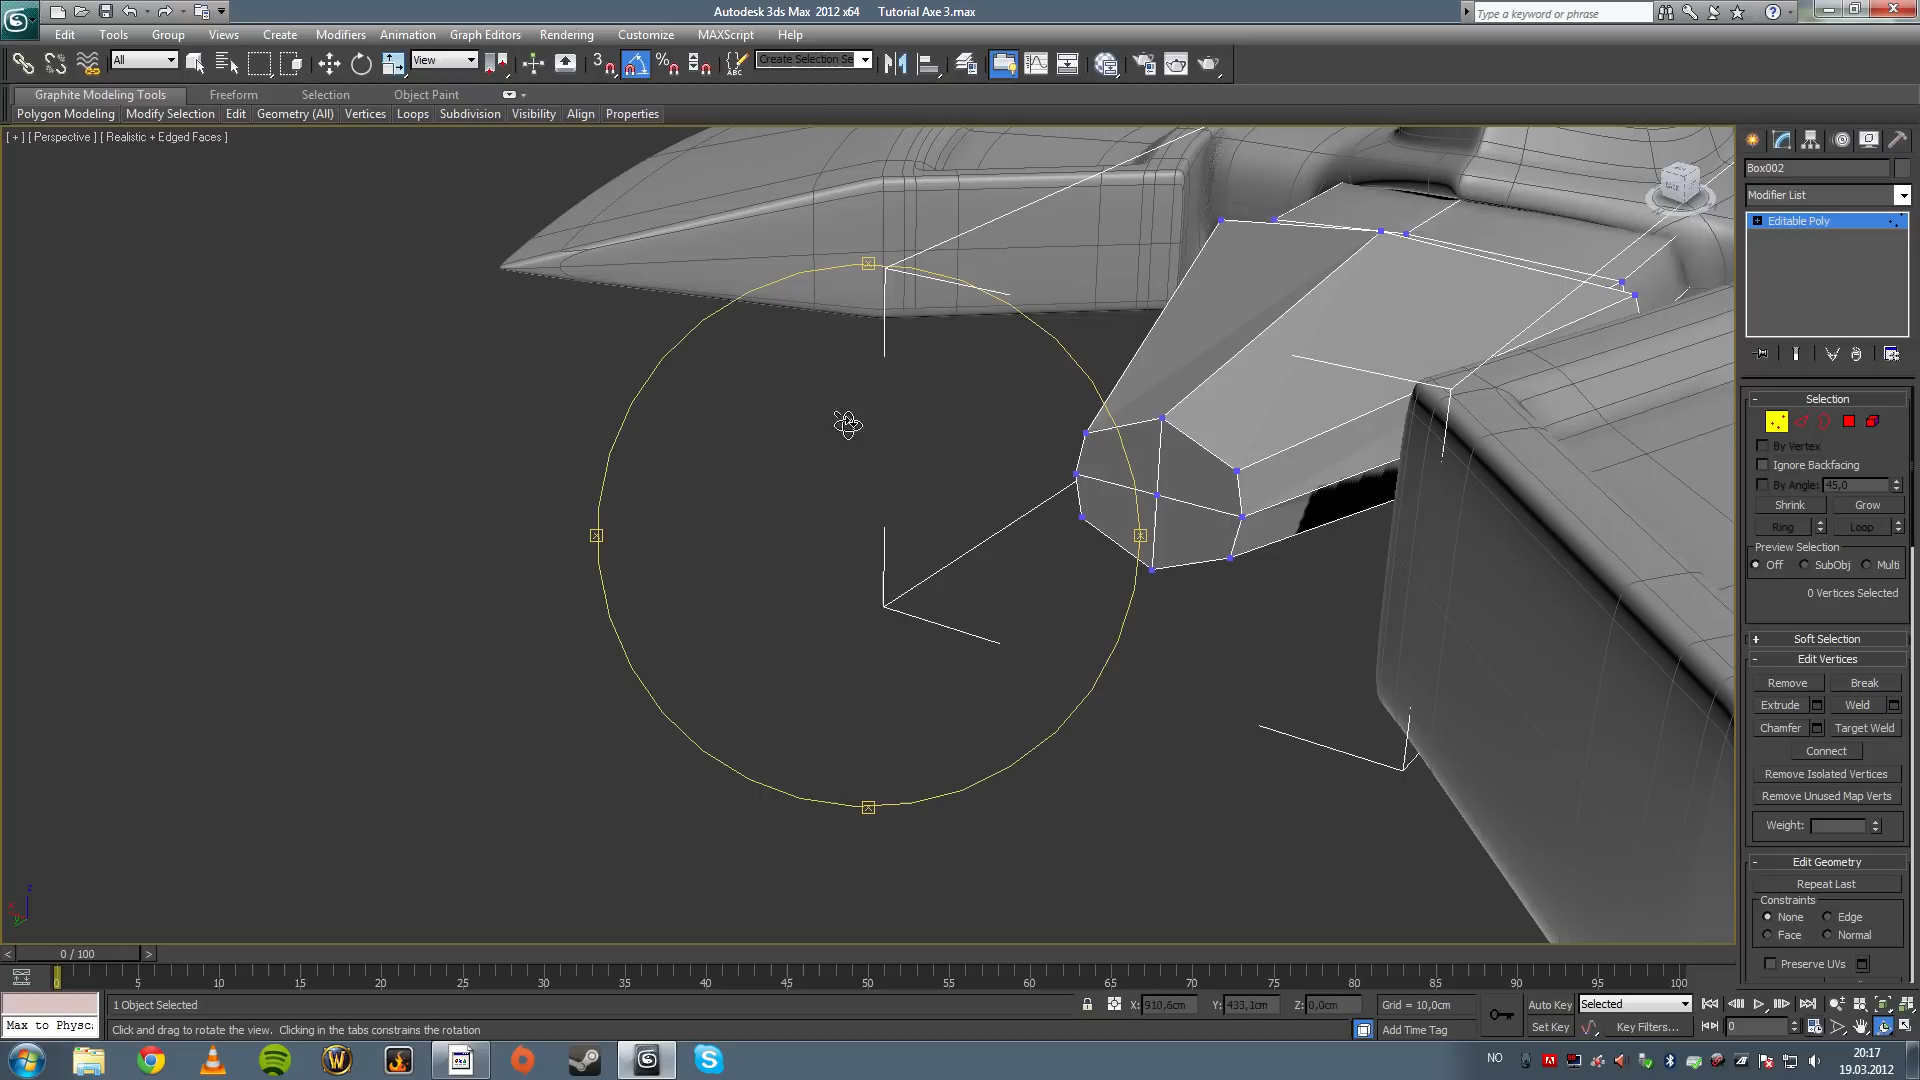 Autodesk 3ds Max 2012 x64 Tutorial Axe 3.max
Type a keyword or phrase
Edit Tools Group Views Create Modifiers Animation Graph Editors Rendering Customize MAXScript Help
All View Create Selection Se
Graphite Modeling Tools Freeform Selection Object Paint
Polygon Modeling Modify Selection Edit Geometry (All) Vertices Loops Subdivision Visibility Align Properties
[ + ] [ Perspective ] [ Realistic + Edged Faces ]
Box002
Modifier List
Editable Poly
Selection
By Vertex
Ignore Backfacing
By Angle: 45,0
Shrink Grow
Ring Loop
Preview Selection
Off SubObj Multi
0 Vertices Selected
Soft Selection
Edit Vertices
Remove Break
Extrude Weld
Chamfer Target Weld
Connect
Remove Isolated Vertices
Remove Unused Map Verts
Weight:
Edit Geometry
Repeat Last
Constraints
None Edge
Face Normal
Preserve UVs
0 / 100
0 5 10 15 20 25 30 35 40 45 50 55 60 65 70 75 80 85 90 95 100
1 Object Selected X: 910,6cm Y: 433,1cm Z: 0,0cm Grid = 10,0cm Auto Key Selected
Max to Physc: Click and drag to rotate the view. Clicking in the tabs constrains the rotation Add Time Tag Set Key Key Filters... 0
NO 20:17
19.03.2012